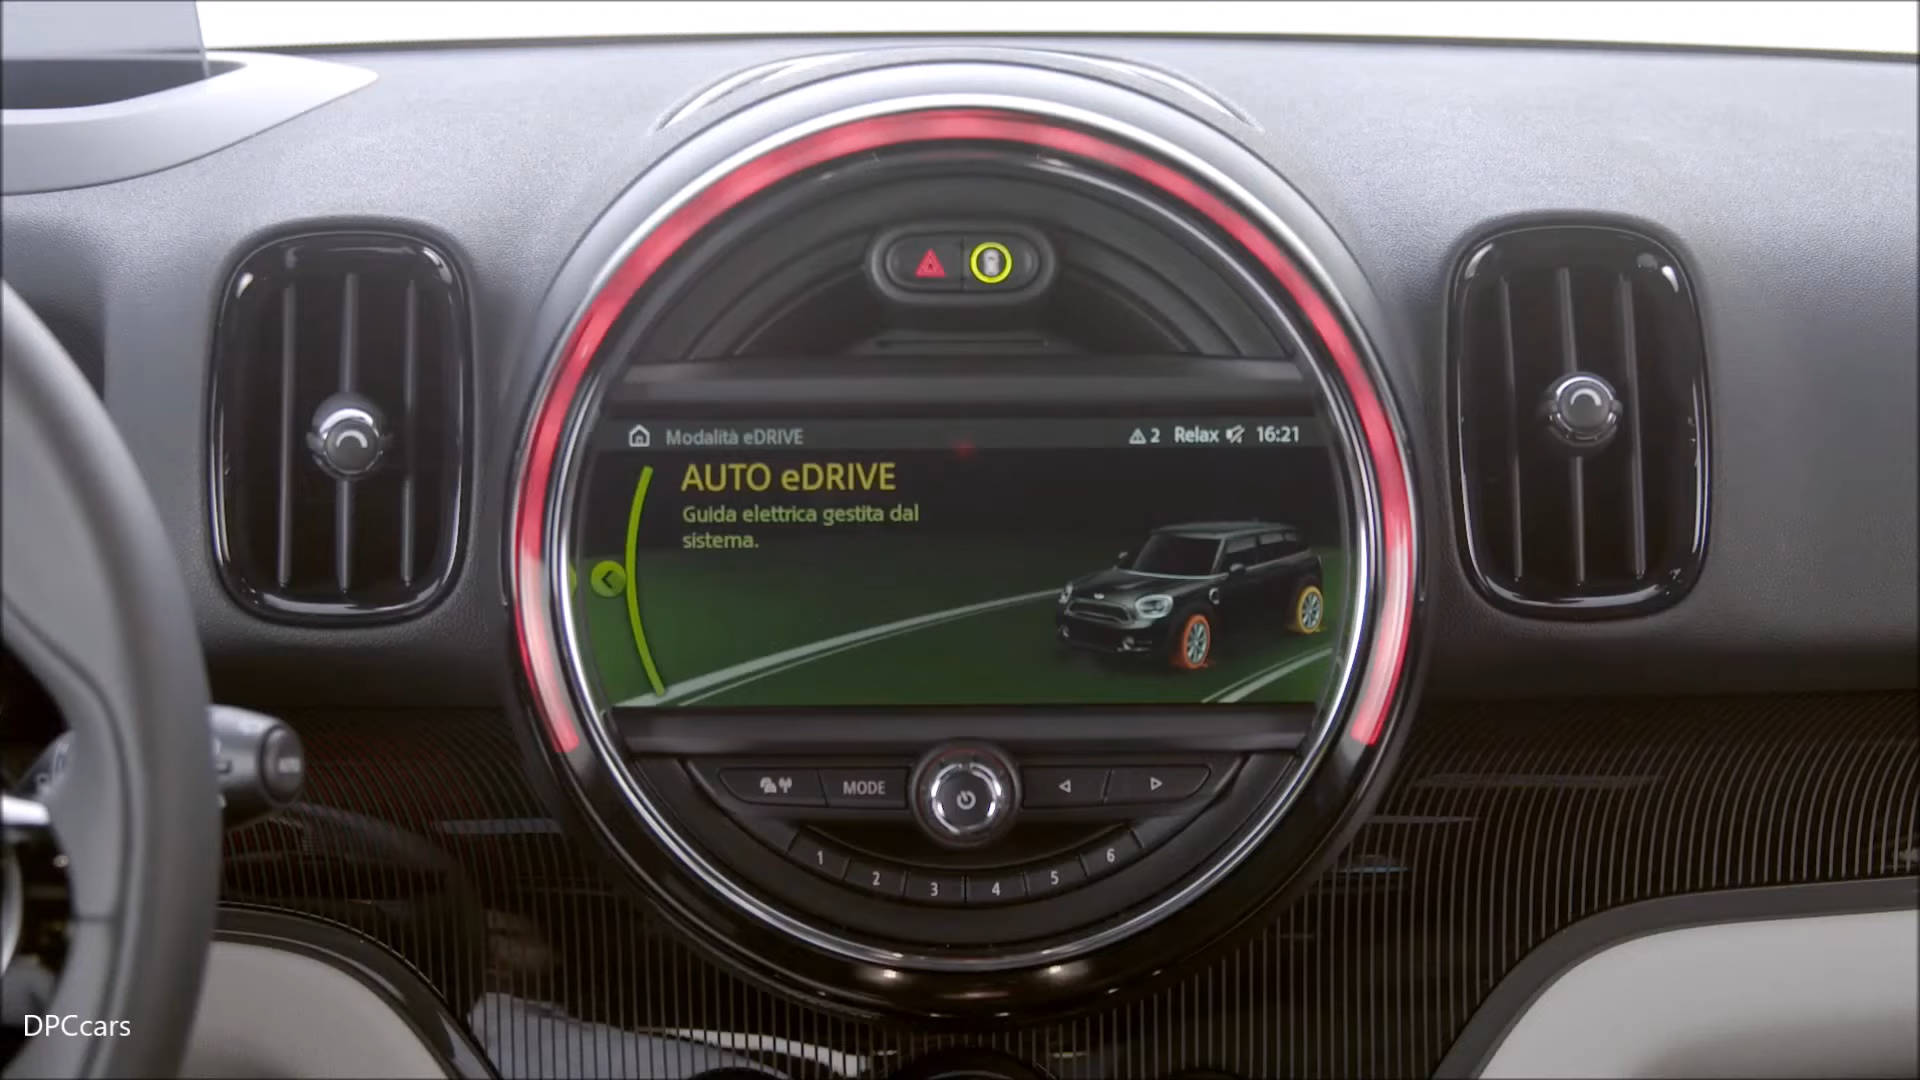 Modalità eDRIVE
2 Relax 16:21
AUTO eDRIVE
Guida elettrica gestita dal
sistema.
MODE
1
2
3
4
5
6
DPCcars